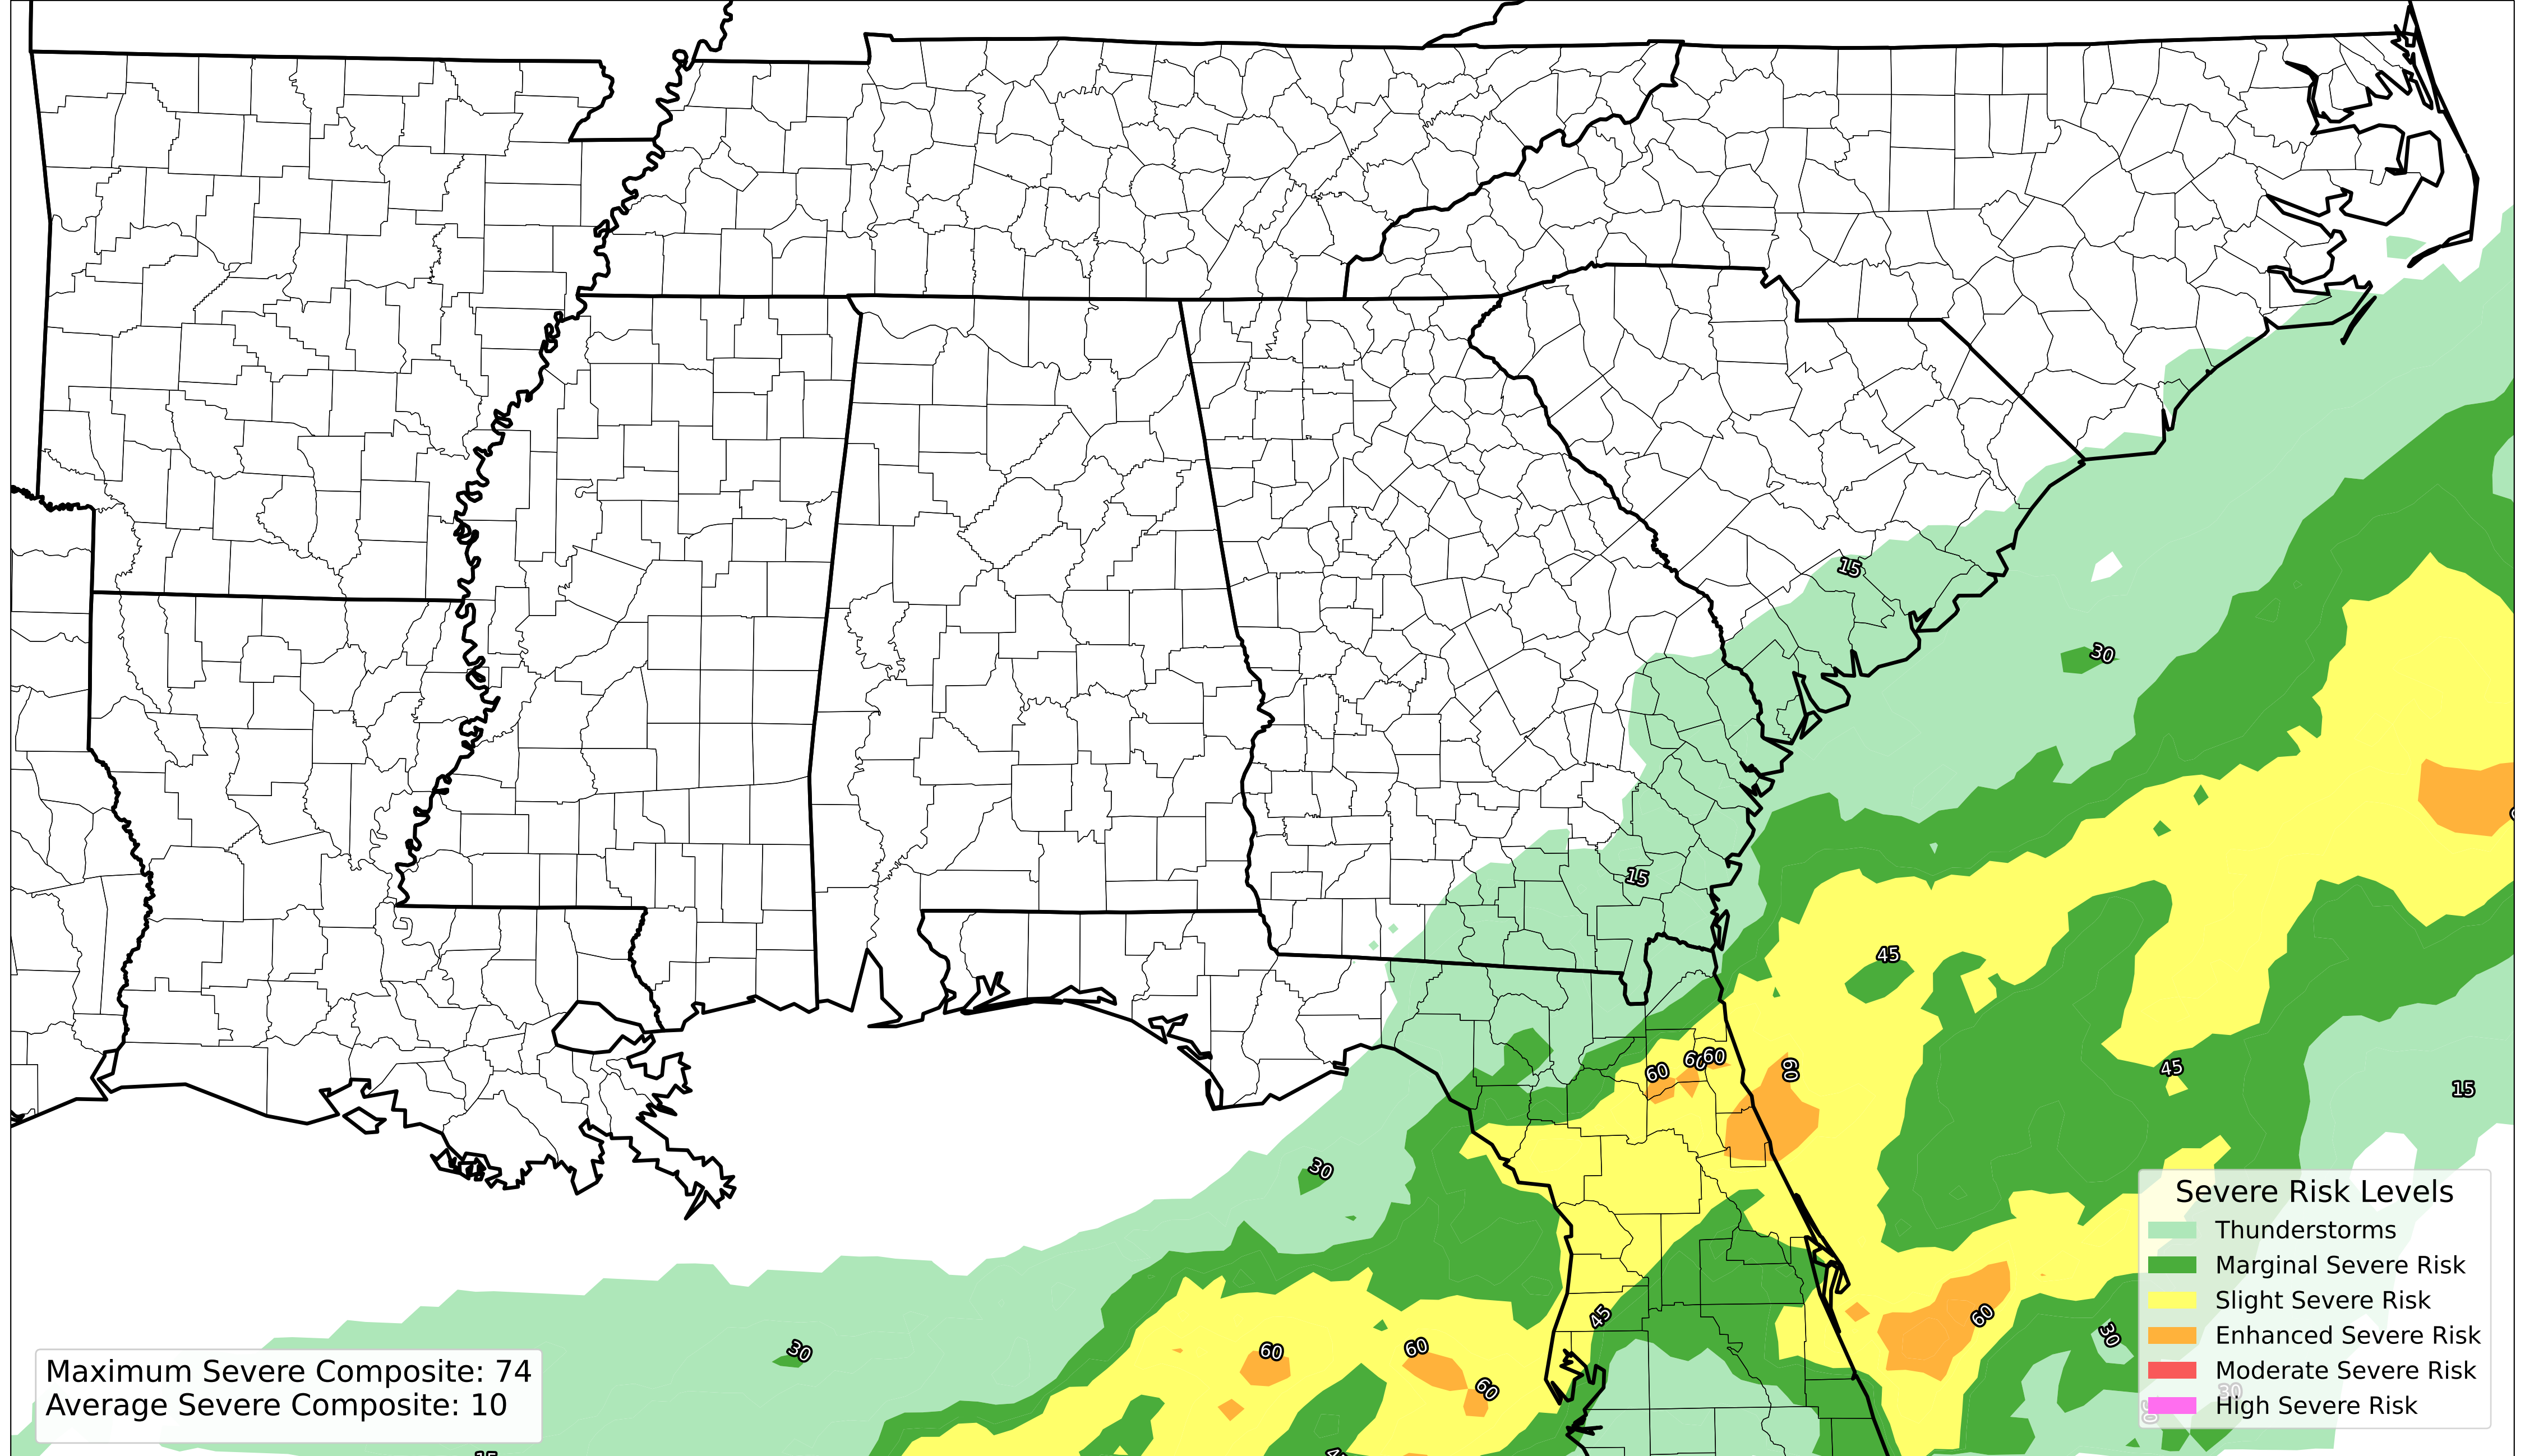 15
30
15
45
60
60
60
60
45
15
30
45
60
30
60
60
60
30
30
Maximum Severe Composite: 74
Average Severe Composite: 10
Severe Risk Levels
Thunderstorms
Marginal Severe Risk
Slight Severe Risk
Enhanced Severe Risk
Moderate Severe Risk
High Severe Risk